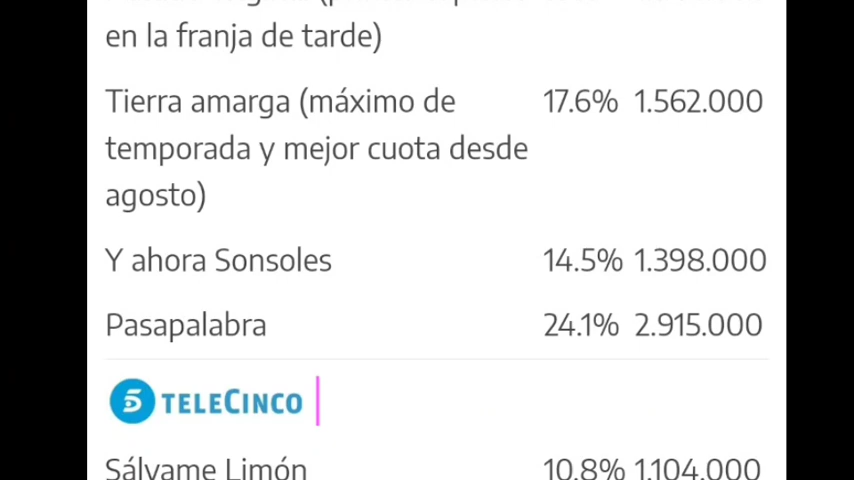 en la franja de tarde)
Tierra amarga (máximo de 17.6% 1.562.000
temporada y mejor cuota desde
agosto)
Y ahora Sonsoles 14.5% 1.398.000
Pasapalabra 24.1% 2.915.000
5 TELECINCO
Sálvame Limón 10.8% 1.104.000